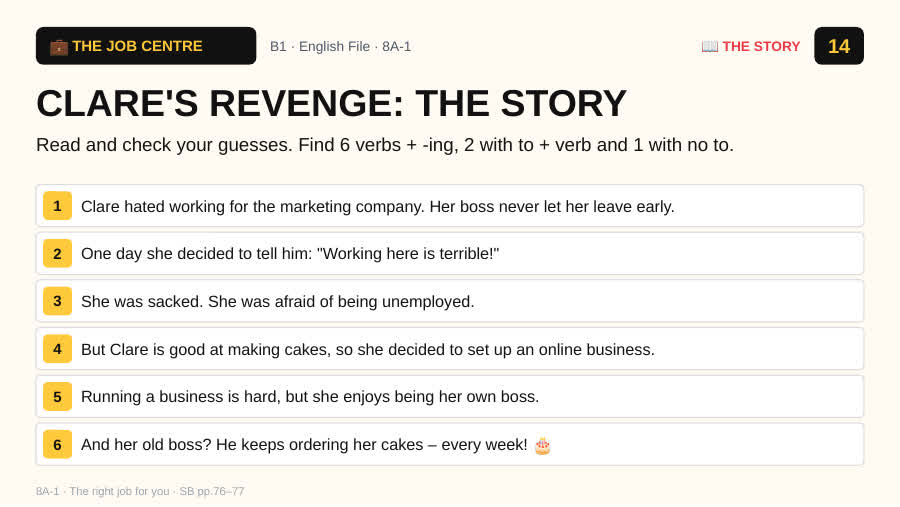 💼 THE JOB CENTRE
B1 · English File · 8A-1
📖 THE STORY
14
CLARE'S REVENGE: THE STORY
Read and check your guesses. Find 6 verbs + -ing, 2 with to + verb and 1 with no to.
1 Clare hated working for the marketing company. Her boss never let her leave early.
2 One day she decided to tell him: "Working here is terrible!"
3 She was sacked. She was afraid of being unemployed.
4 But Clare is good at making cakes, so she decided to set up an online business.
5 Running a business is hard, but she enjoys being her own boss.
6 And her old boss? He keeps ordering her cakes – every week! 🎂
8A-1 · The right job for you · SB pp.76–77